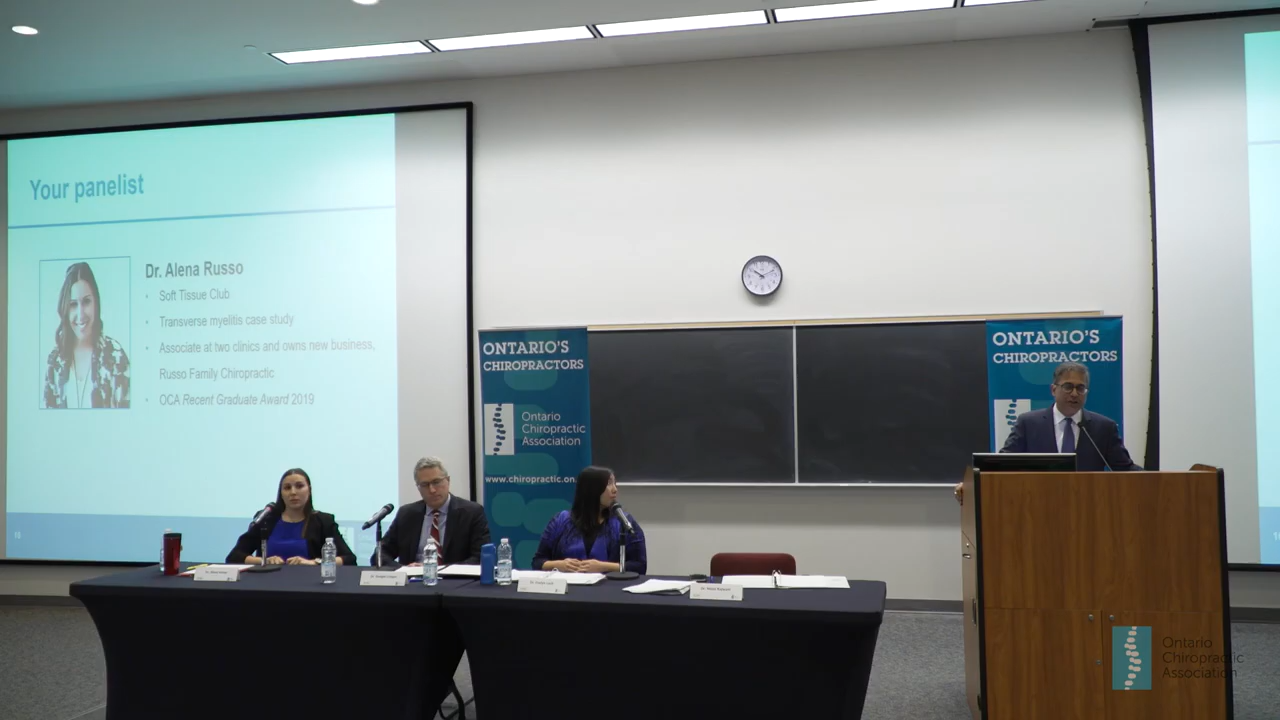 Your panelist
Dr. Alena Russo
Soft Tissue Club
Transverse myelitis case study
Associate at two clinics and owns new business,
Russo Family Chiropractic
OCA Recent Graduate Award 2019
ONTARIO'S
CHIROPRACTORS
Ontario
Chiropractic
Association
www.chiropractic.on.
ONTARIO'S
CHIROPRACTORS
Ontario
Chiropractic
Association